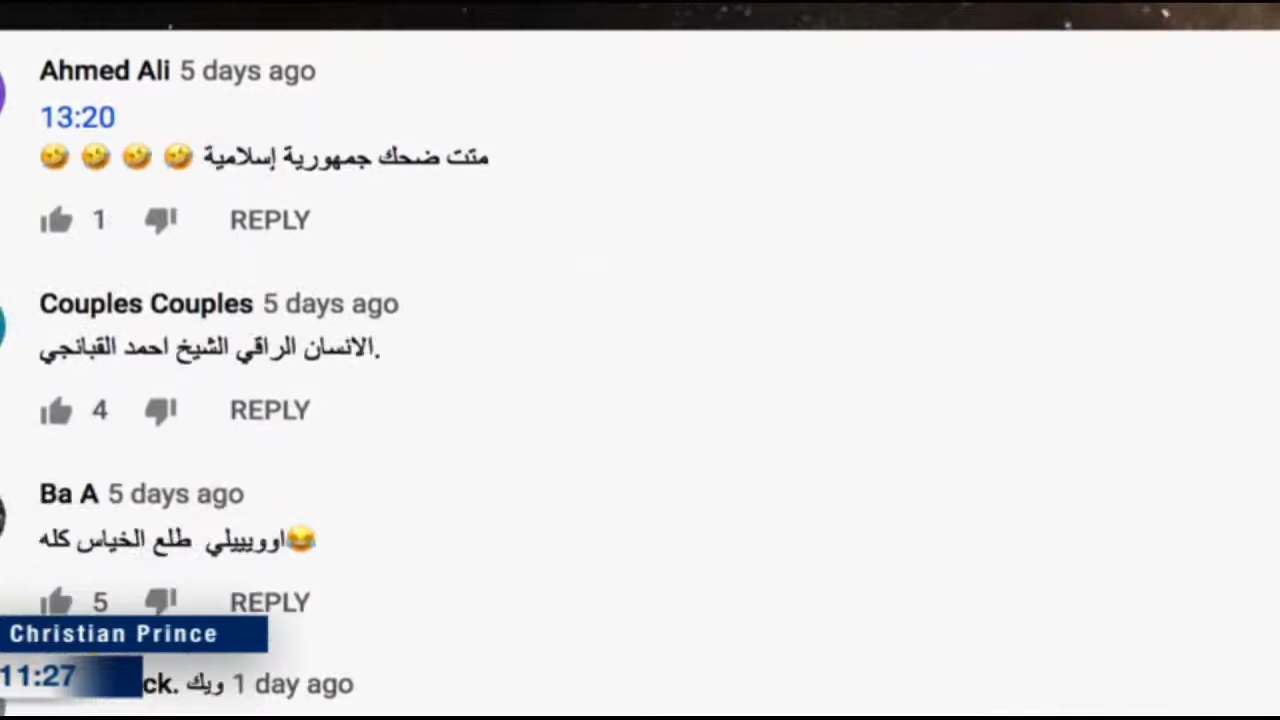 Ahmed Ali 5 days ago
13:20
متت ضحك جمهورية إسلامية 🤣 🤣 🤣 🤣
1 REPLY
Couples Couples 5 days ago
الانسان الراقي الشيخ احمد القبانجي.
4 REPLY
Ba A 5 days ago
😂اوويييلي طلع الخياس كله
5 REPLY
Christian Prince
11:27
ck. ويك 1 day ago